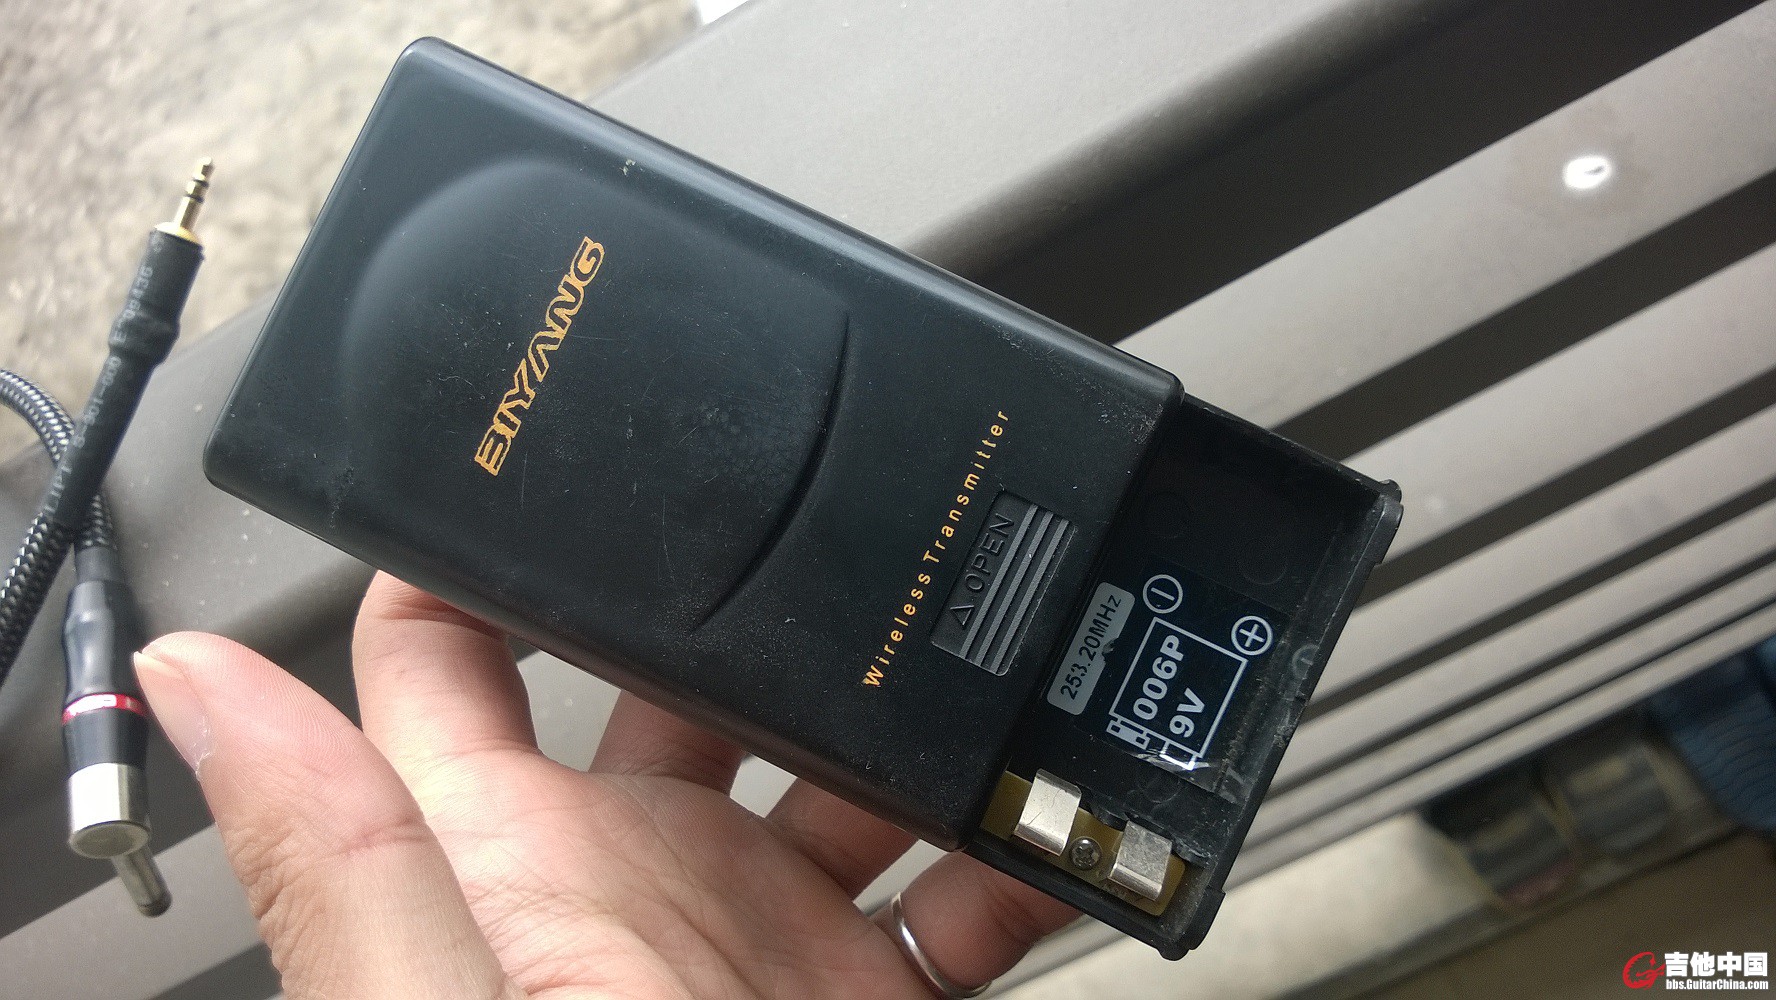 BIYANG
Wireless Transmitter
△ OPEN
253.20MHz
006P
9V
吉他中国
bbs.GuitarChina.com